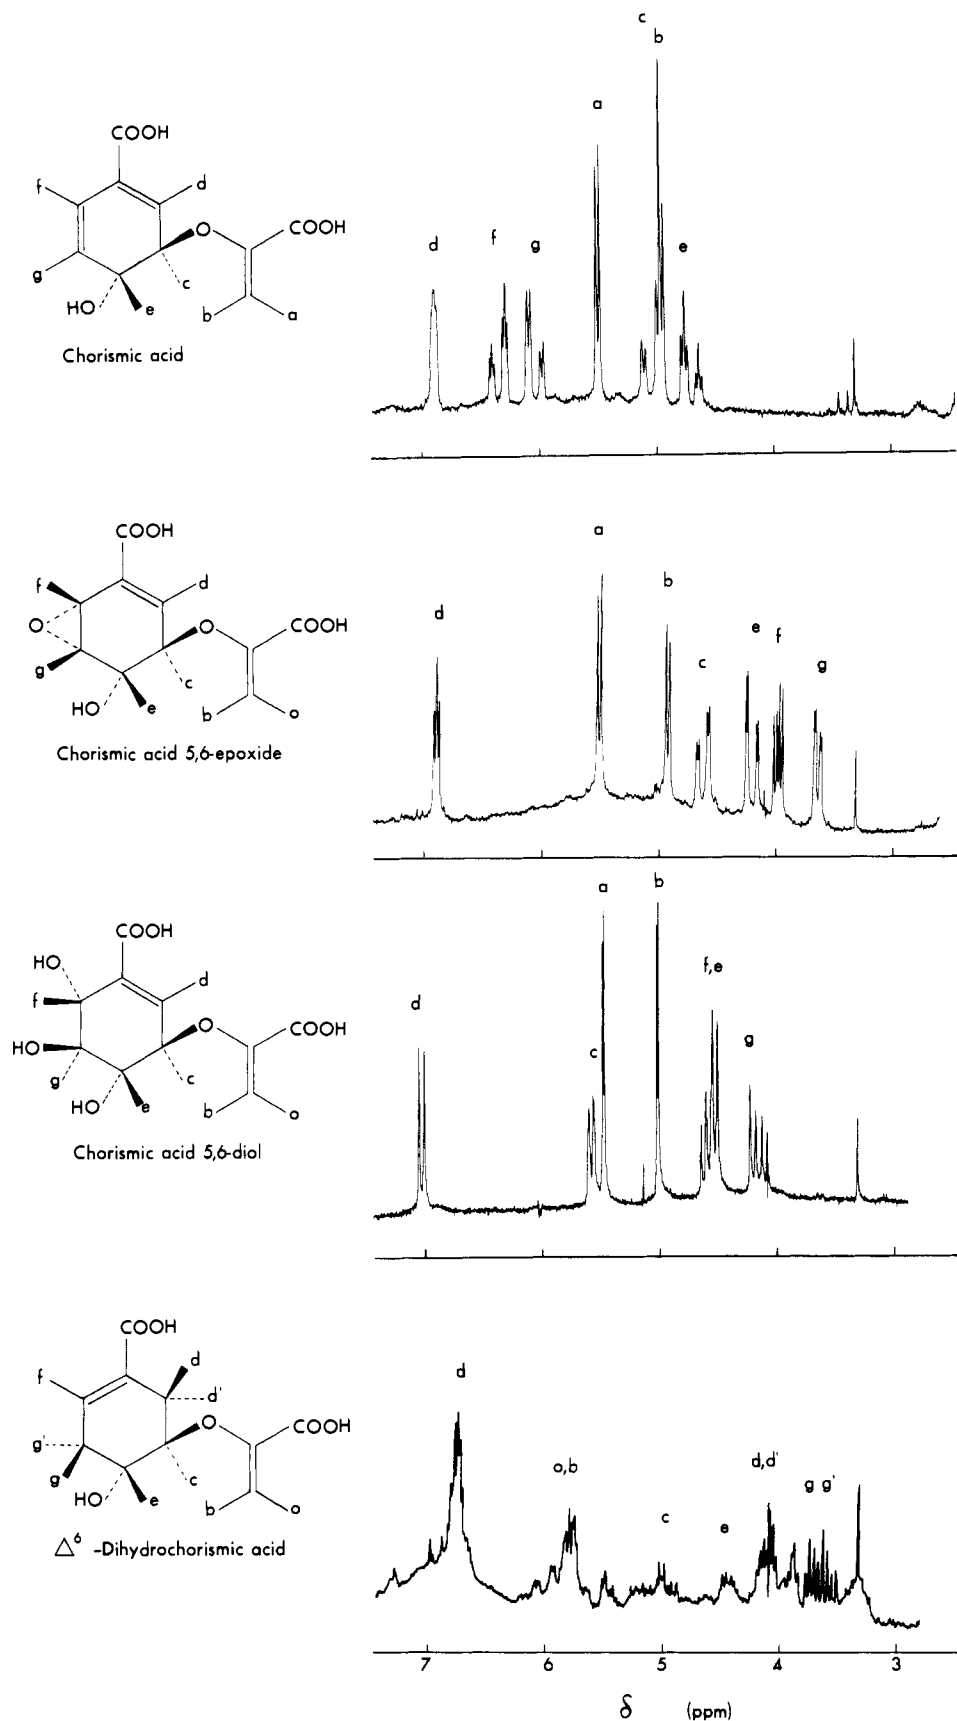 c
b
a
d
f
g
e
COOH
f
d
O
COOH
g
c
HO
e
b
a
Chorismic acid
a
d
b
c
e
f
g
COOH
f
d
O
O
COOH
g
c
HO
e
b
o
Chorismic acid 5,6-epoxide
a
b
d
c
f,e
g
COOH
HO
f
d
O
COOH
HO
g
c
HO
e
b
o
Chorismic acid 5,6-diol
d
o,b
c
e
d,d'
g g'
COOH
f
d
d'
O
COOH
g'
g
c
HO
e
b
o
△⁶ -Dihydrochorismic acid
7 6 5 4 3
δ (ppm)